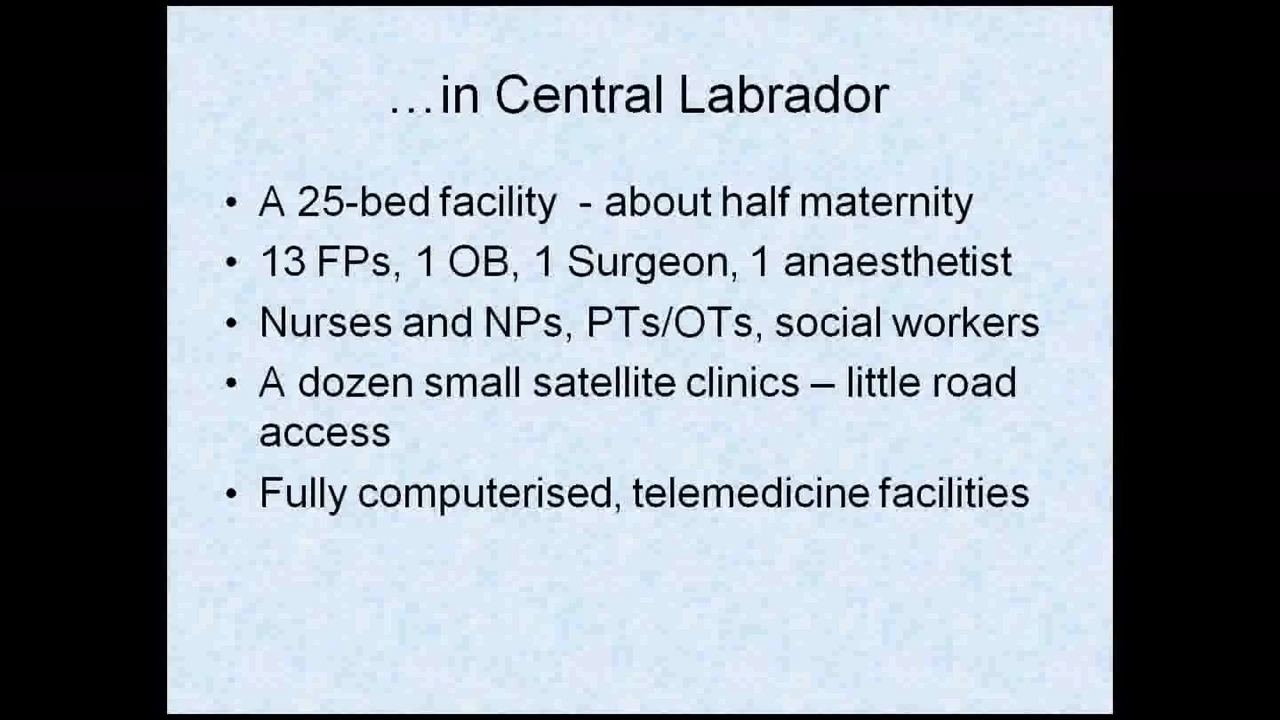 …in Central Labrador
• A 25-bed facility - about half maternity
• 13 FPs, 1 OB, 1 Surgeon, 1 anaesthetist
• Nurses and NPs, PTs/OTs, social workers
• A dozen small satellite clinics – little road
access
• Fully computerised, telemedicine facilities